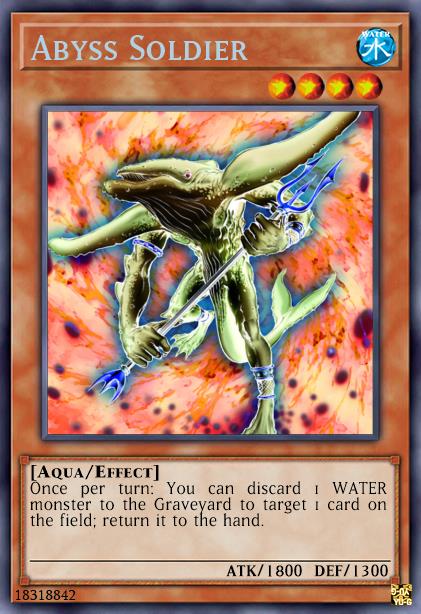 Abyss Soldier
WATER
水
[Aqua/Effect]
Once per turn: You can discard 1 WATER
monster to the Graveyard to target 1 card on
the field; return it to the hand.
ATK/1800 DEF/1300
18318842